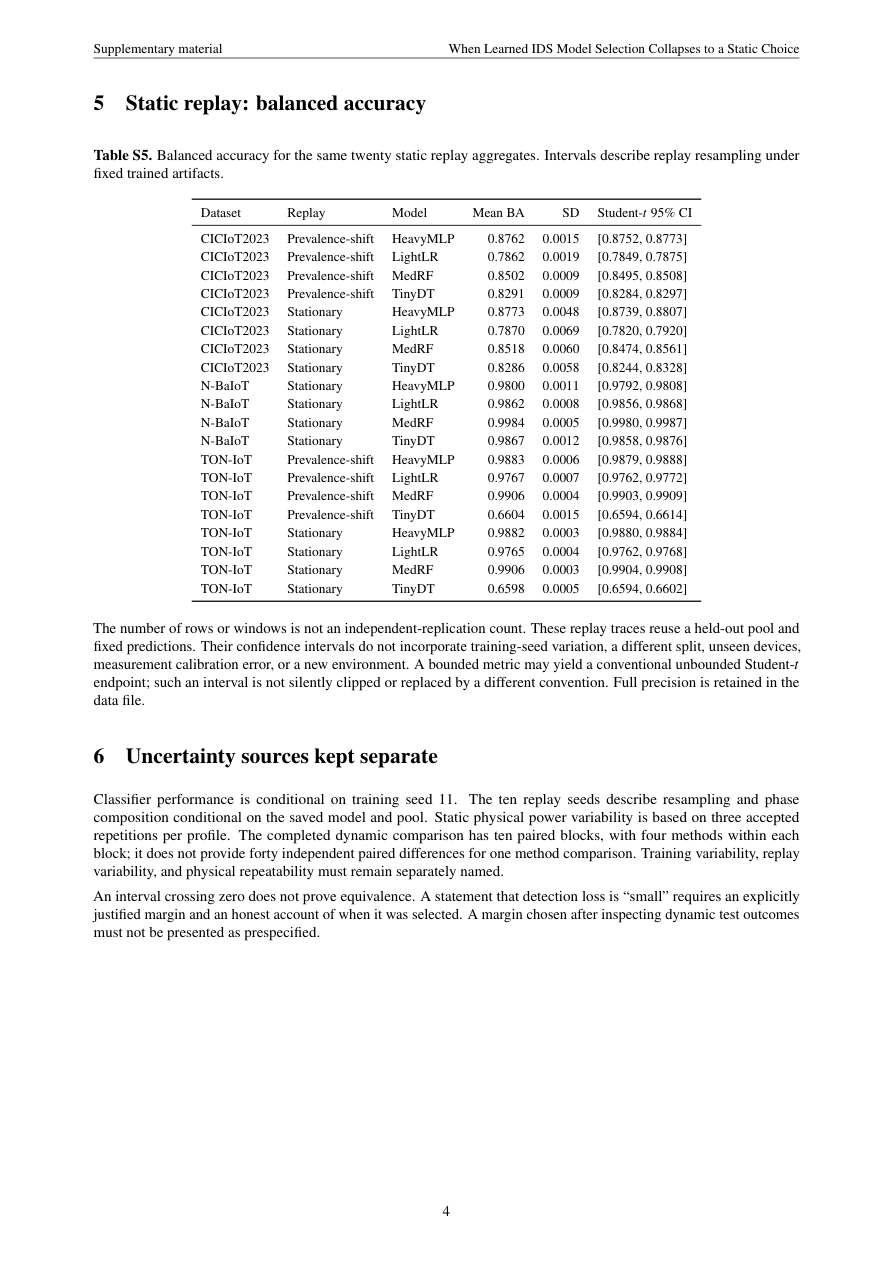 Supplementary material When Learned IDS Model Selection Collapses to a Static Choice
5 Static replay: balanced accuracy
Table S5. Balanced accuracy for the same twenty static replay aggregates. Intervals describe replay resampling under
fixed trained artifacts.
Dataset Replay Model Mean BA SD Student-t 95% CI
CICIoT2023 Prevalence-shift HeavyMLP 0.8762 0.0015 [0.8752, 0.8773]
CICIoT2023 Prevalence-shift LightLR 0.7862 0.0019 [0.7849, 0.7875]
CICIoT2023 Prevalence-shift MedRF 0.8502 0.0009 [0.8495, 0.8508]
CICIoT2023 Prevalence-shift TinyDT 0.8291 0.0009 [0.8284, 0.8297]
CICIoT2023 Stationary HeavyMLP 0.8773 0.0048 [0.8739, 0.8807]
CICIoT2023 Stationary LightLR 0.7870 0.0069 [0.7820, 0.7920]
CICIoT2023 Stationary MedRF 0.8518 0.0060 [0.8474, 0.8561]
CICIoT2023 Stationary TinyDT 0.8286 0.0058 [0.8244, 0.8328]
N-BaIoT Stationary HeavyMLP 0.9800 0.0011 [0.9792, 0.9808]
N-BaIoT Stationary LightLR 0.9862 0.0008 [0.9856, 0.9868]
N-BaIoT Stationary MedRF 0.9984 0.0005 [0.9980, 0.9987]
N-BaIoT Stationary TinyDT 0.9867 0.0012 [0.9858, 0.9876]
TON-IoT Prevalence-shift HeavyMLP 0.9883 0.0006 [0.9879, 0.9888]
TON-IoT Prevalence-shift LightLR 0.9767 0.0007 [0.9762, 0.9772]
TON-IoT Prevalence-shift MedRF 0.9906 0.0004 [0.9903, 0.9909]
TON-IoT Prevalence-shift TinyDT 0.6604 0.0015 [0.6594, 0.6614]
TON-IoT Stationary HeavyMLP 0.9882 0.0003 [0.9880, 0.9884]
TON-IoT Stationary LightLR 0.9765 0.0004 [0.9762, 0.9768]
TON-IoT Stationary MedRF 0.9906 0.0003 [0.9904, 0.9908]
TON-IoT Stationary TinyDT 0.6598 0.0005 [0.6594, 0.6602]
The number of rows or windows is not an independent-replication count. These replay traces reuse a held-out pool and
fixed predictions. Their confidence intervals do not incorporate training-seed variation, a different split, unseen devices,
measurement calibration error, or a new environment. A bounded metric may yield a conventional unbounded Student-t
endpoint; such an interval is not silently clipped or replaced by a different convention. Full precision is retained in the
data file.
6 Uncertainty sources kept separate
Classifier performance is conditional on training seed 11. The ten replay seeds describe resampling and phase
composition conditional on the saved model and pool. Static physical power variability is based on three accepted
repetitions per profile. The completed dynamic comparison has ten paired blocks, with four methods within each
block; it does not provide forty independent paired differences for one method comparison. Training variability, replay
variability, and physical repeatability must remain separately named.
An interval crossing zero does not prove equivalence. A statement that detection loss is “small” requires an explicitly
justified margin and an honest account of when it was selected. A margin chosen after inspecting dynamic test outcomes
must not be presented as prespecified.
4